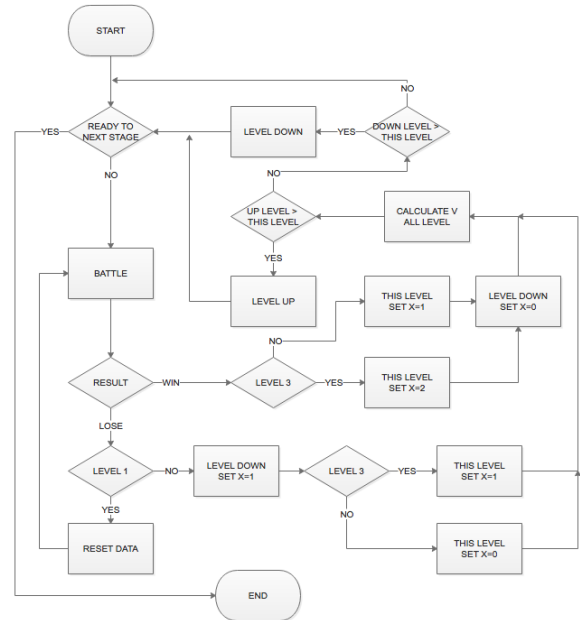 START
NO
READY TO
NEXT STAGE
YES
LEVEL DOWN
YES
DOWN LEVEL >
THIS LEVEL
NO
NO
UP LEVEL >
THIS LEVEL
CALCULATE V
ALL LEVEL
YES
BATTLE
LEVEL UP
THIS LEVEL
SET X=1
LEVEL DOWN
SET X=0
NO
RESULT
WIN
LEVEL 3
YES
THIS LEVEL
SET X=2
LOSE
LEVEL 1
NO
LEVEL DOWN
SET X=1
LEVEL 3
YES
THIS LEVEL
SET X=1
YES
NO
RESET DATA
THIS LEVEL
SET X=0
END